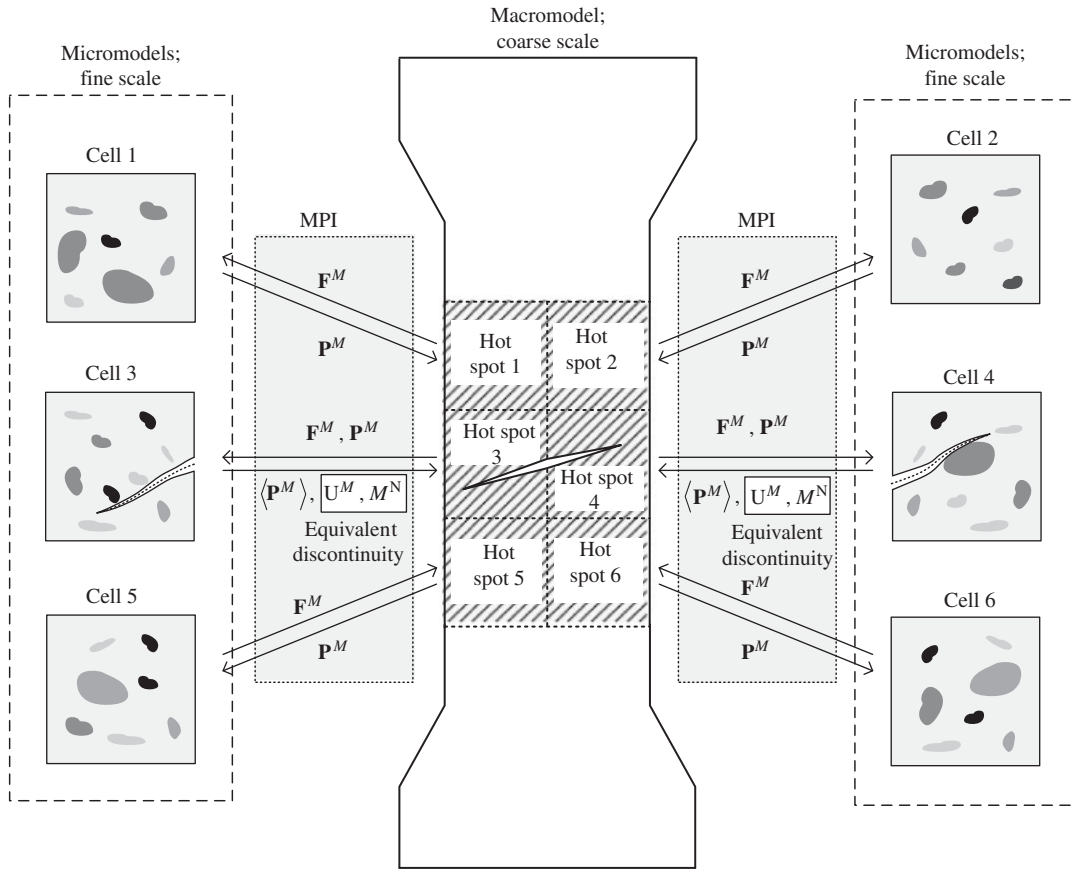 Macromodel;
coarse scale
Micromodels;
fine scale
Micromodels;
fine scale
Cell 1
Cell 2
MPI
MPI
F^M
F^M
P^M
P^M
Hot
spot 1
Hot
spot 2
Cell 3
Cell 4
F^M, P^M
F^M, P^M
Hot spot
3
Hot spot
4
⟨P^M⟩, U^M, M^N
⟨P^M⟩, U^M, M^N
Equivalent
discontinuity
Equivalent
discontinuity
Hot
spot 5
Hot
spot 6
Cell 5
Cell 6
F^M
F^M
P^M
P^M